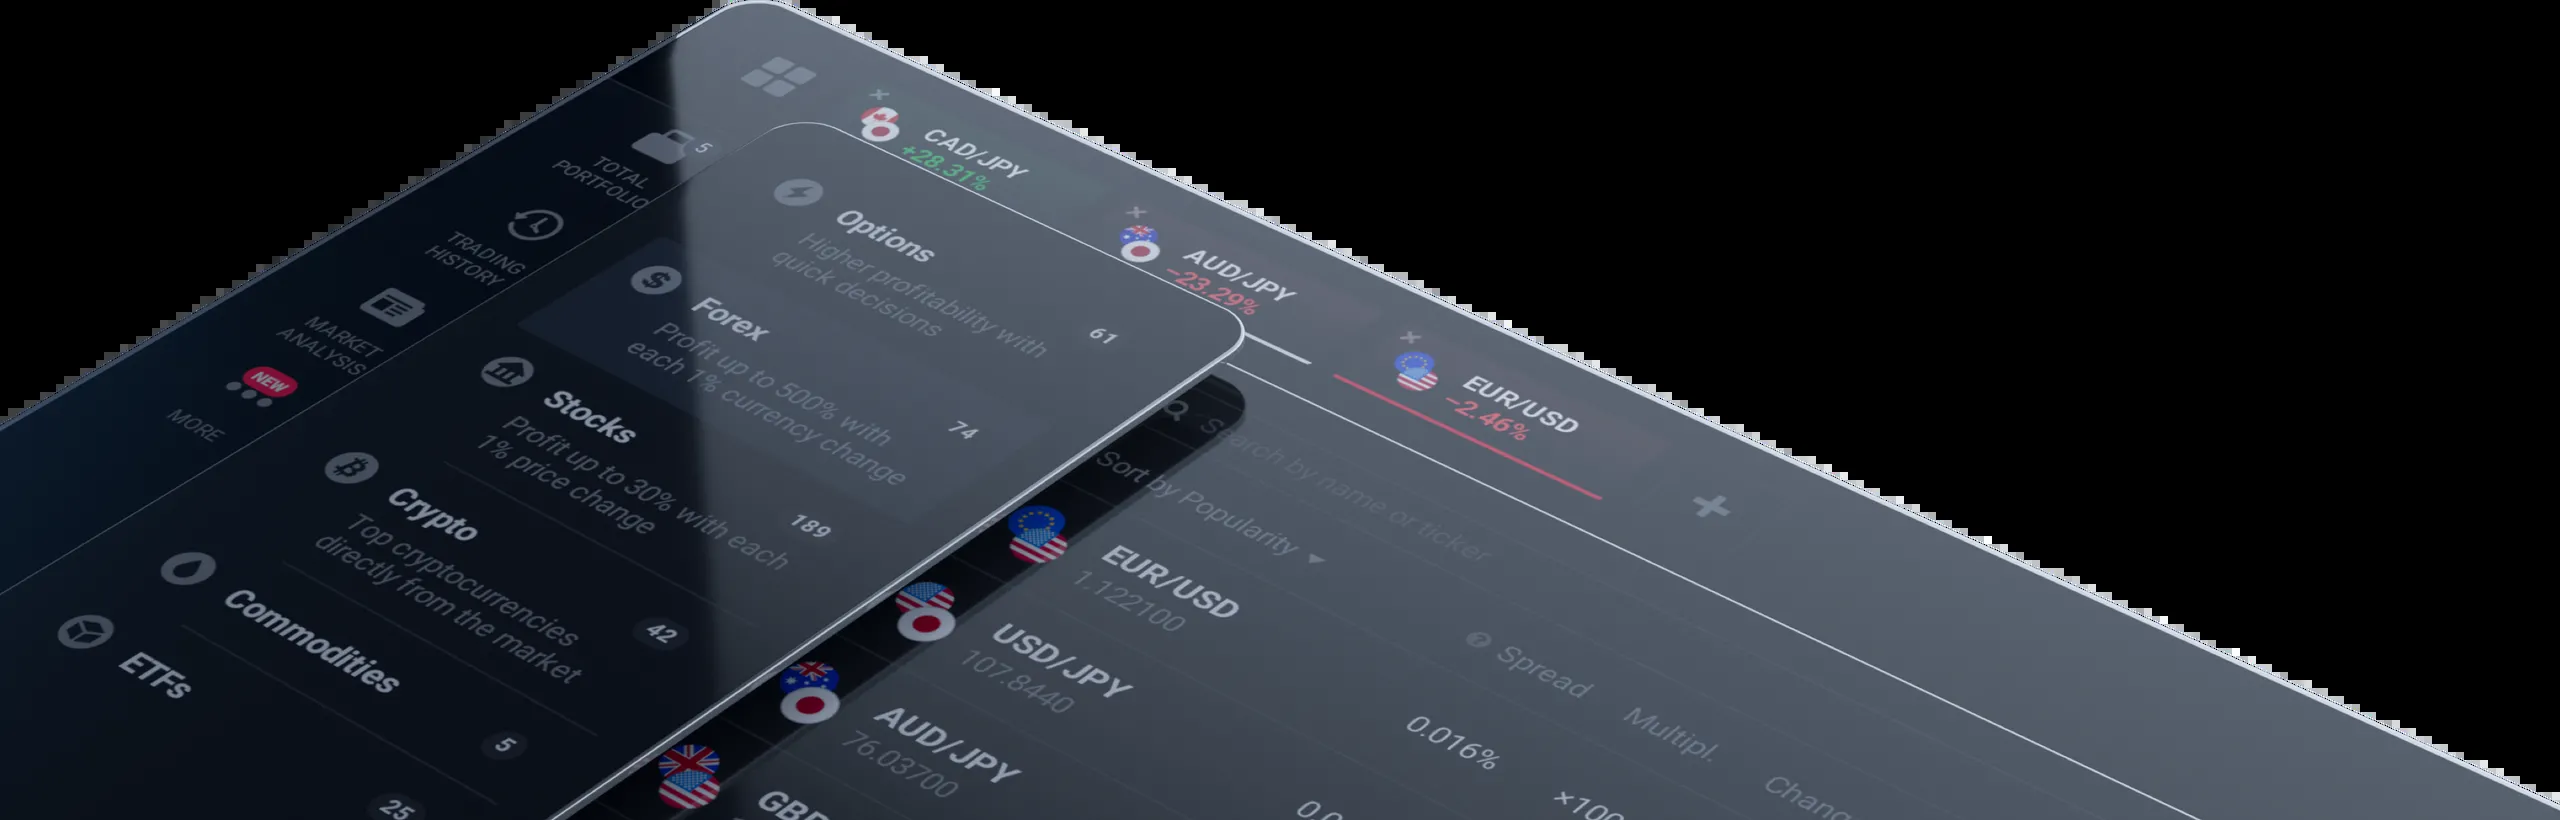 CAD/JPY
+28.31%
AUD/JPY
-23.29%
EUR/USD
-2.46%
5
TOTAL
PORTFOLIO
TRADING
HISTORY
MARKET
ANALYSIS
NEW
MORE
Options
Higher profitability with
quick decisions
61
Forex
Profit up to 500% with
each 1% currency change
74
Stocks
Profit up to 30% with each
1% price change
189
Crypto
Top cryptocurrencies
directly from the market
42
Commodities
5
ETFs
25
Search by name or ticker
Sort by Popularity
Spread
Multipl.
EUR/USD
1.122100
0.016%
×100
USD/JPY
107.8440
0.0
AUD/JPY
76.03700